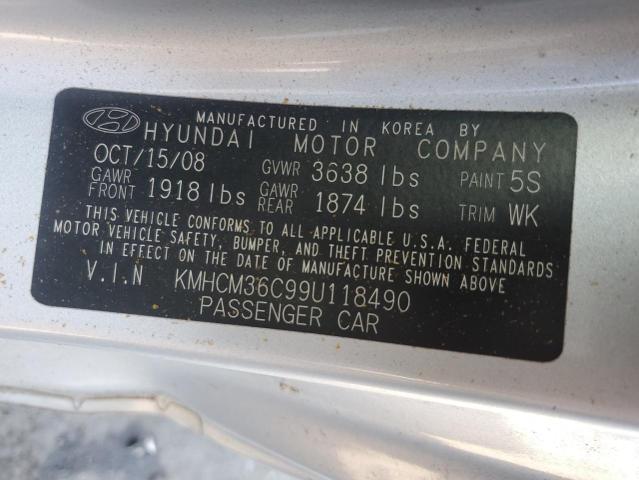 MANUFACTURED IN KOREA BY
HYUNDAI MOTOR COMPANY
OCT/15/08 GVWR 3638 lbs PAINT 5S
GAWR FRONT 1918 lbs GAWR REAR 1874 lbs TRIM WK
THIS VEHICLE CONFORMS TO ALL APPLICABLE U.S.A. FEDERAL
MOTOR VEHICLE SAFETY, BUMPER, AND THEFT PREVENTION STANDARDS
IN EFFECT ON THE DATE OF MANUFACTURE SHOWN ABOVE
V.I.N KMHCM36C99U118490
PASSENGER CAR